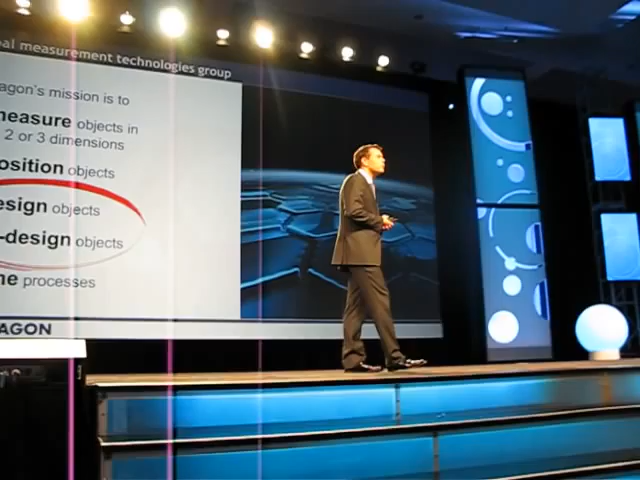 al measurement technologies group
agon's mission is to
measure objects in
2 or 3 dimensions
osition objects
esign objects
-design objects
ne processes
AGON